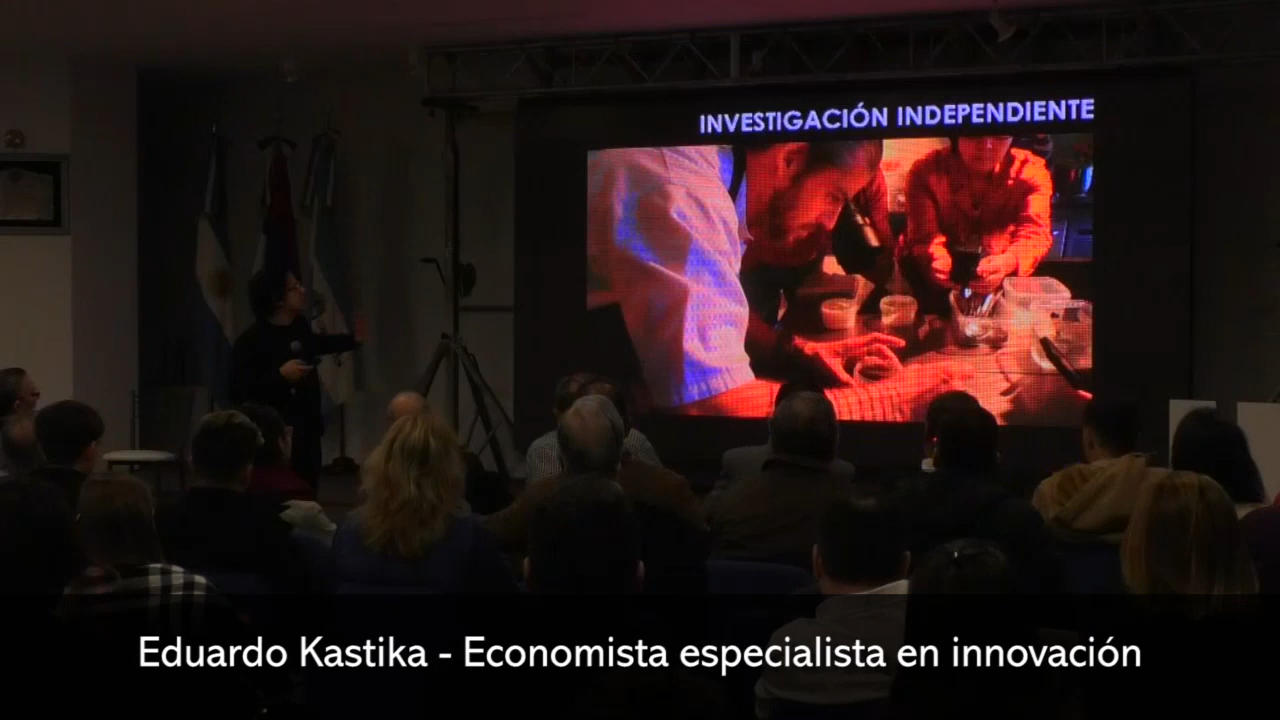 INVESTIGACIÓN INDEPENDIENTE
Eduardo Kastika - Economista especialista en innovación